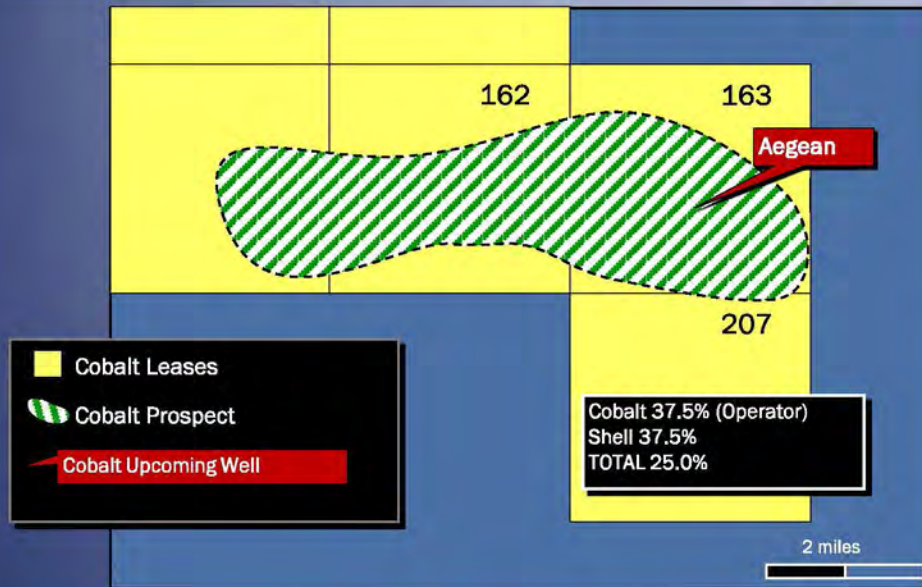 162
163
Aegean
207
Cobalt Leases
Cobalt Prospect
Cobalt Upcoming Well
Cobalt 37.5% (Operator)
Shell 37.5%
TOTAL 25.0%
2 miles